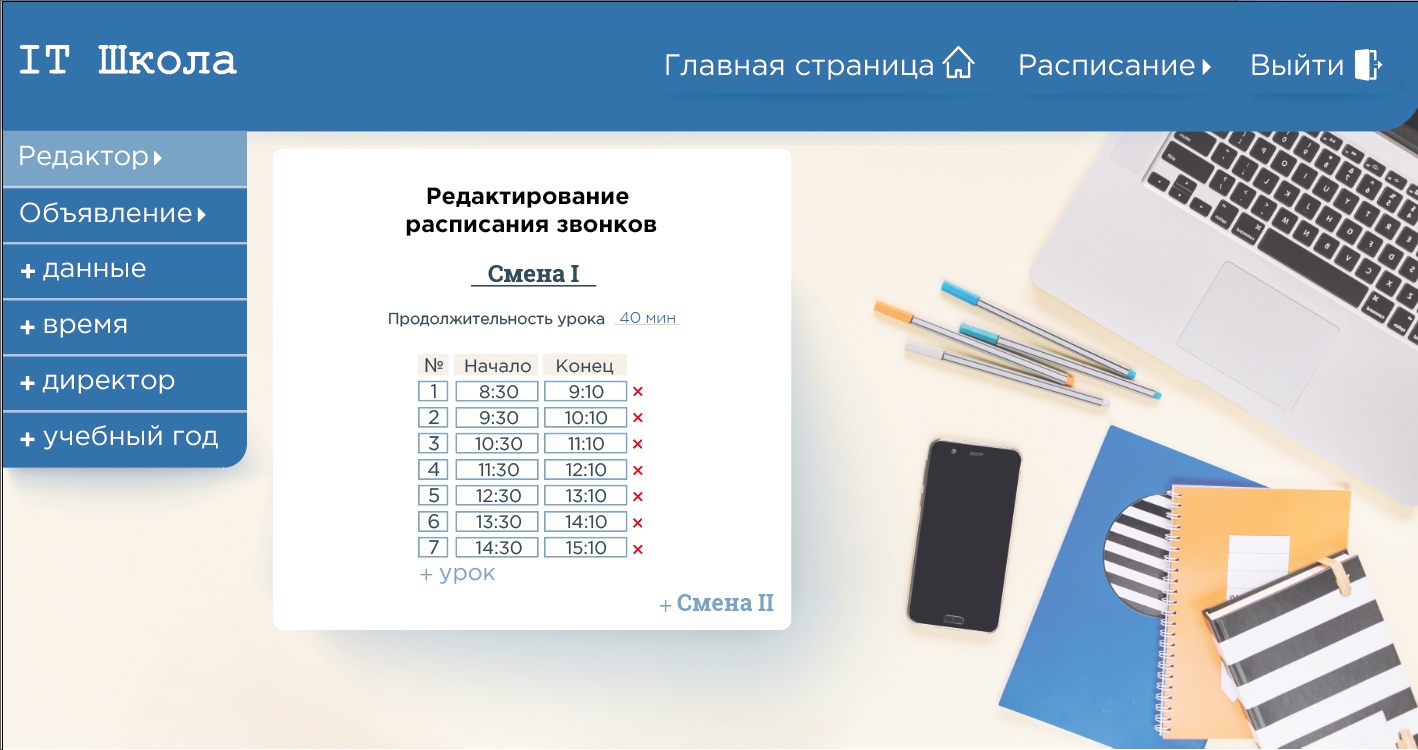 IT Школа
Главная страница
Расписание
Выйти
Редактор
Объявление
+ данные
+ время
+ директор
+ учебный год
Редактирование
расписания звонков
Смена I
Продолжительность урока 40 мин
№ Начало Конец
1 8:30 9:10 ×
2 9:30 10:10 ×
3 10:30 11:10 ×
4 11:30 12:10 ×
5 12:30 13:10 ×
6 13:30 14:10 ×
7 14:30 15:10 ×
+ урок
+ Смена II